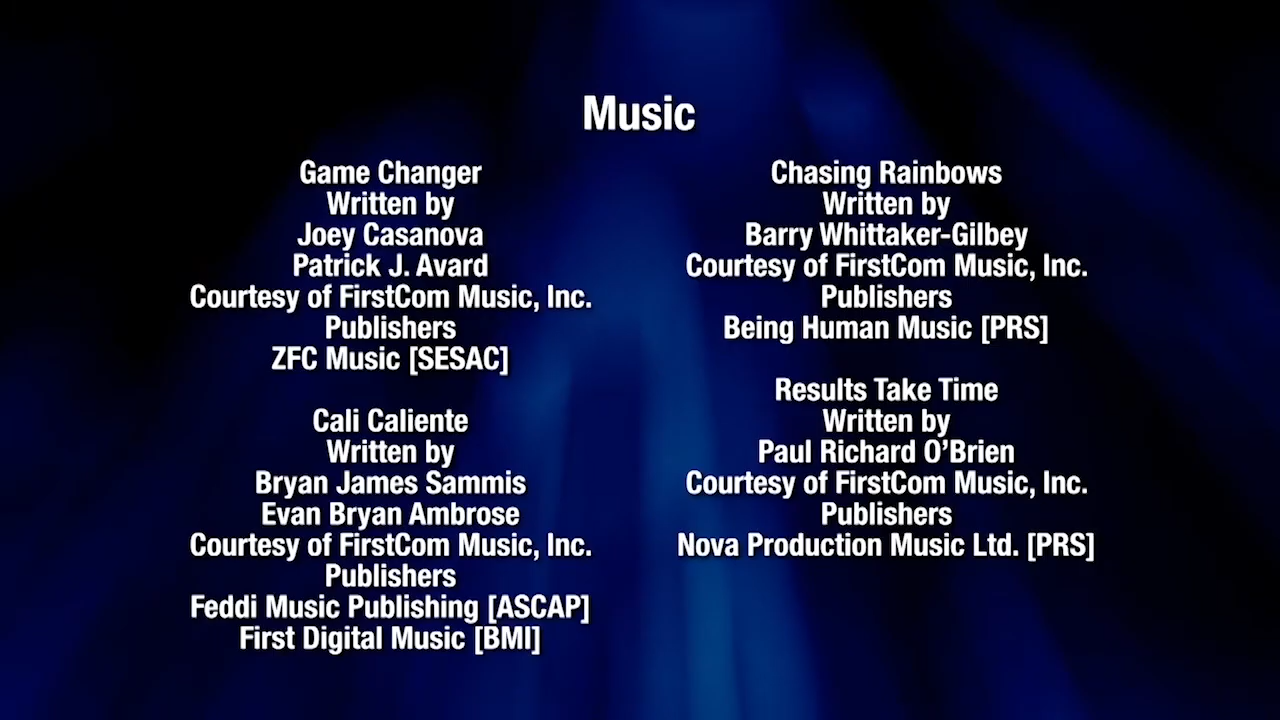 Music
Game Changer
Written by
Joey Casanova
Patrick J. Avard
Courtesy of FirstCom Music, Inc.
Publishers
ZFC Music [SESAC]
Cali Caliente
Written by
Bryan James Sammis
Evan Bryan Ambrose
Courtesy of FirstCom Music, Inc.
Publishers
Feddi Music Publishing [ASCAP]
First Digital Music [BMI]
Chasing Rainbows
Written by
Barry Whittaker-Gilbey
Courtesy of FirstCom Music, Inc.
Publishers
Being Human Music [PRS]
Results Take Time
Written by
Paul Richard O’Brien
Courtesy of FirstCom Music, Inc.
Publishers
Nova Production Music Ltd. [PRS]